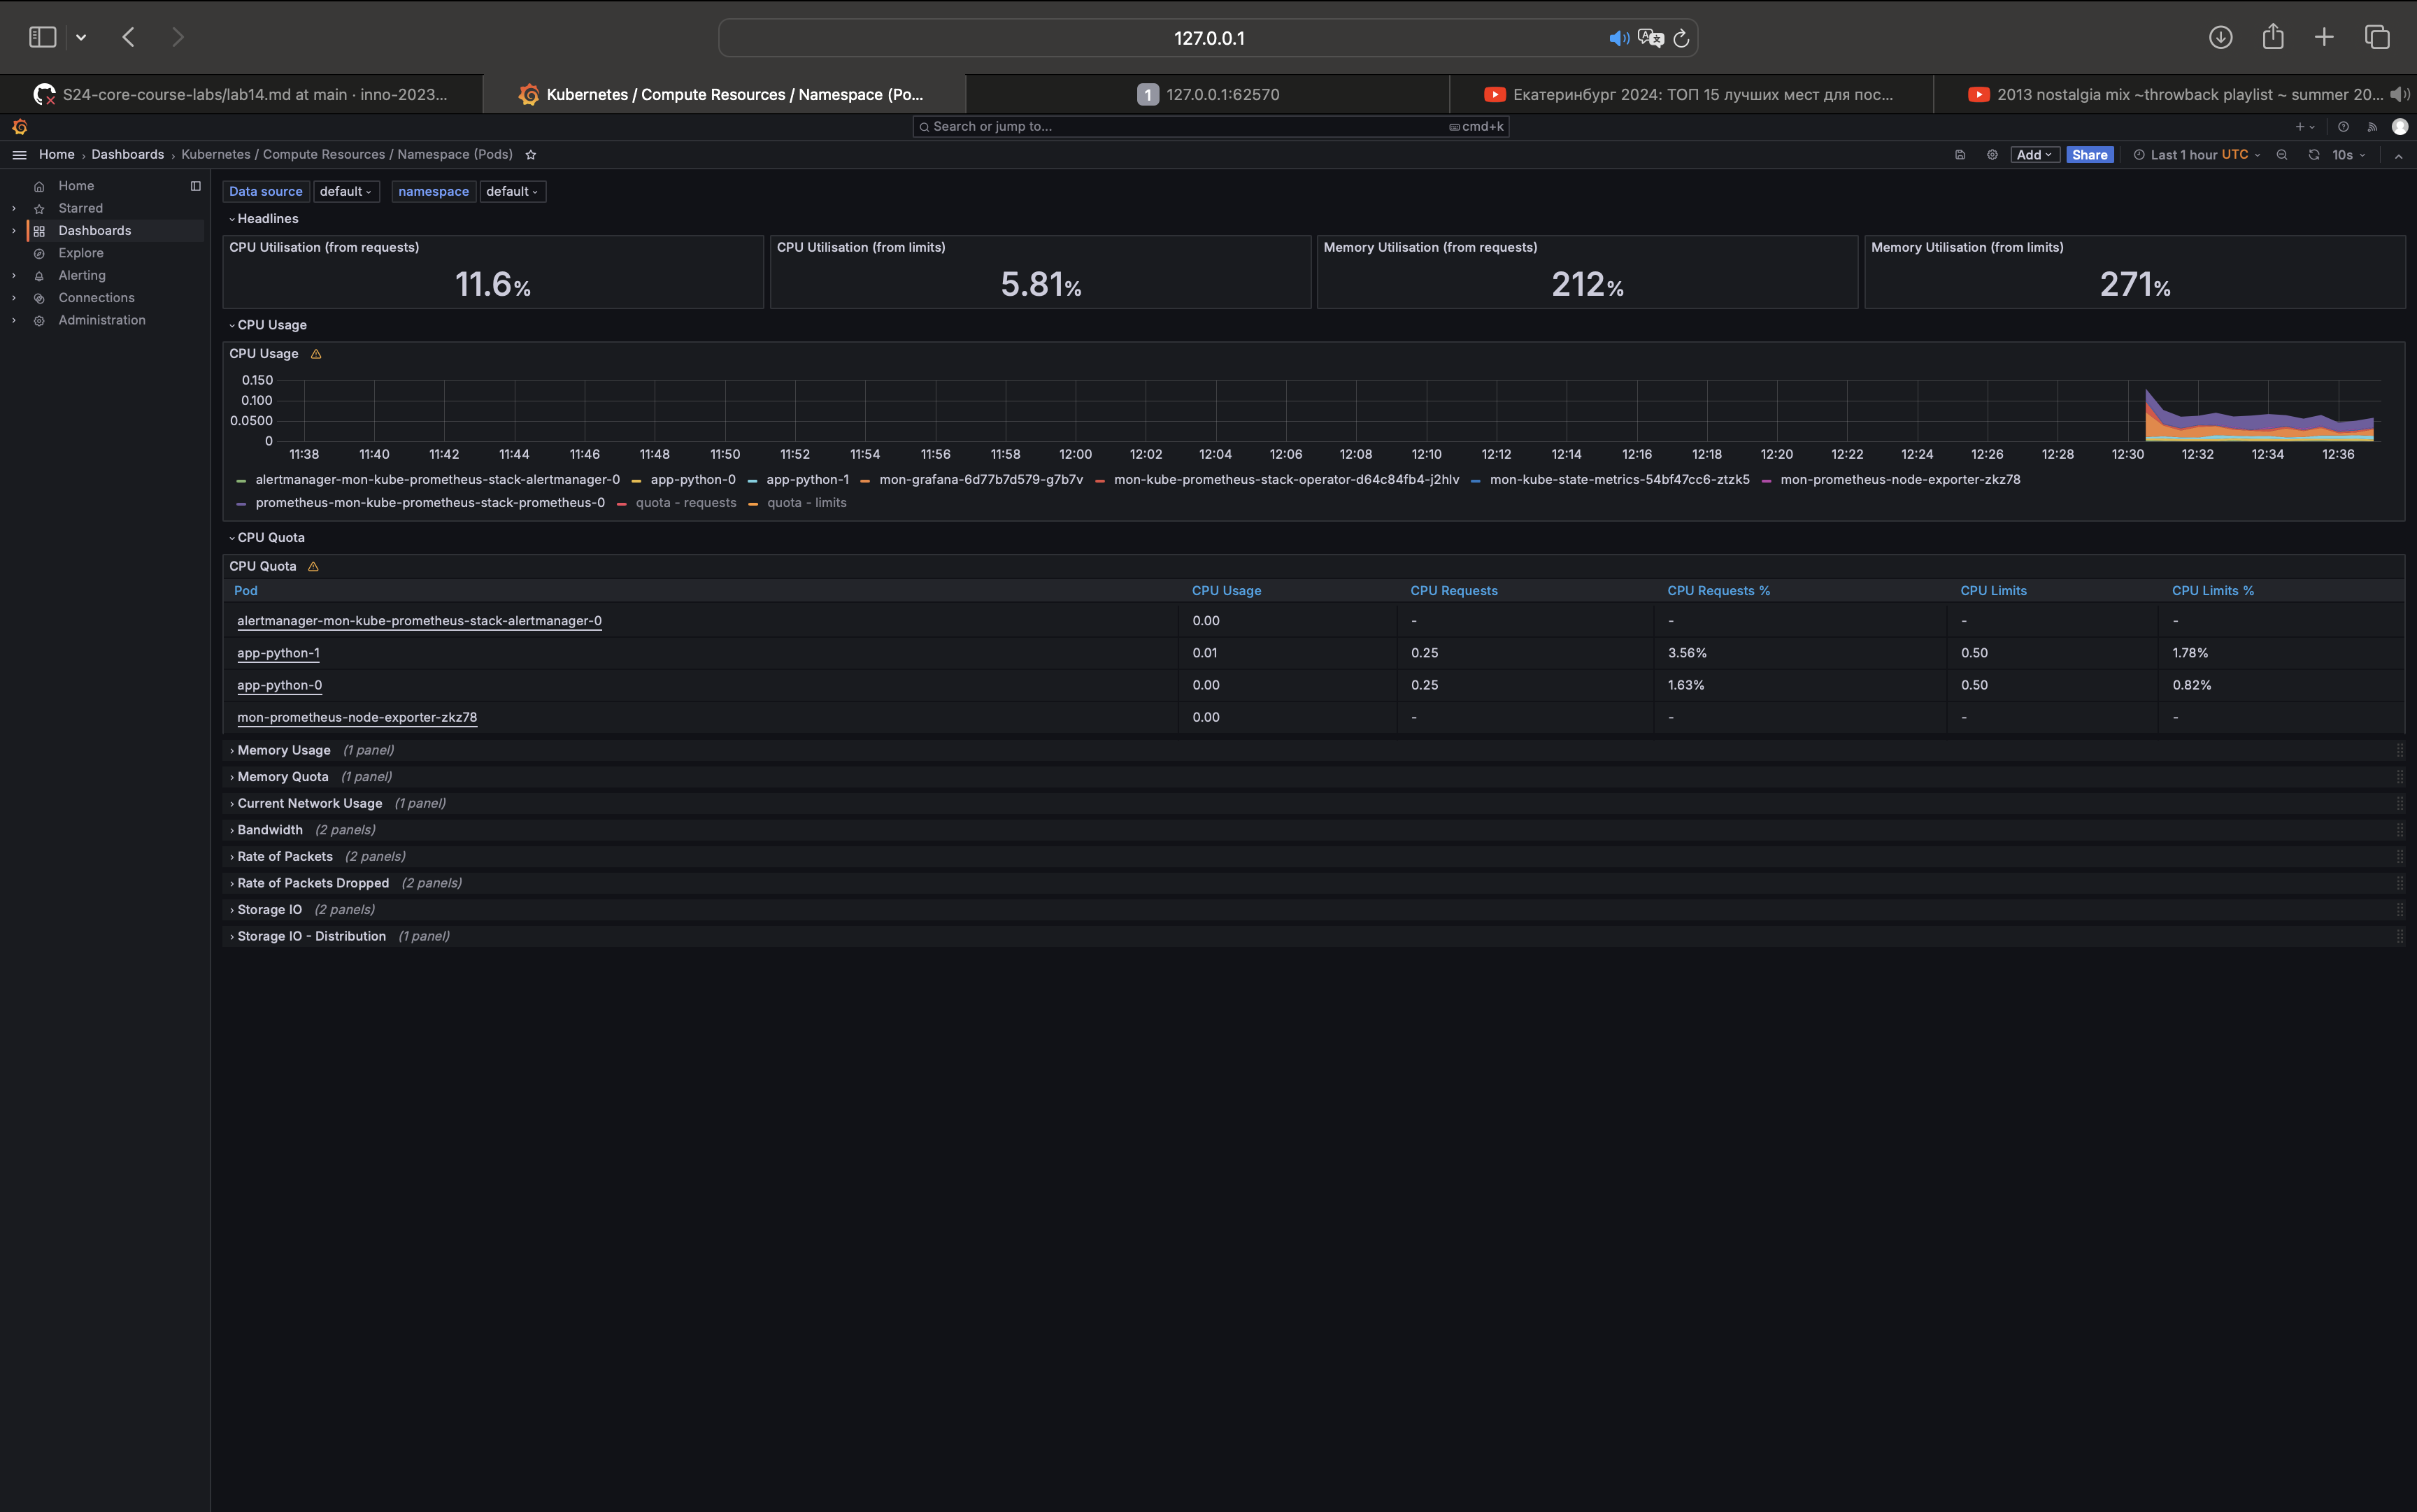 127.0.0.1
S24-core-course-labs/lab14.md at main · inno-2023...
Kubernetes / Compute Resources / Namespace (Po...
1 127.0.0.1:62570
Екатеринбург 2024: ТОП 15 лучших мест для пос...
2013 nostalgia mix ~throwback playlist ~ summer 20...
Search or jump to... cmd+k
Home › Dashboards › Kubernetes / Compute Resources / Namespace (Pods)
Add Share Last 1 hour UTC 10s
Home
Starred
Dashboards
Explore
Alerting
Connections
Administration
Data source default namespace default
Headlines
CPU Utilisation (from requests)
11.6%
CPU Utilisation (from limits)
5.81%
Memory Utilisation (from requests)
212%
Memory Utilisation (from limits)
271%
CPU Usage
CPU Usage
0.150
0.100
0.0500
0
11:38 11:40 11:42 11:44 11:46 11:48 11:50 11:52 11:54 11:56 11:58 12:00 12:02 12:04 12:06 12:08 12:10 12:12 12:14 12:16 12:18 12:20 12:22 12:24 12:26 12:28 12:30 12:32 12:34 12:36
alertmanager-mon-kube-prometheus-stack-alertmanager-0 app-python-0 app-python-1 mon-grafana-6d77b7d579-g7b7v mon-kube-prometheus-stack-operator-d64c84fb4-j2hlv mon-kube-state-metrics-54bf47cc6-ztzk5 mon-prometheus-node-exporter-zkz78
prometheus-mon-kube-prometheus-stack-prometheus-0 quota - requests quota - limits
CPU Quota
CPU Quota
Pod CPU Usage CPU Requests CPU Requests % CPU Limits CPU Limits %
alertmanager-mon-kube-prometheus-stack-alertmanager-0 0.00 - - - -
app-python-1 0.01 0.25 3.56% 0.50 1.78%
app-python-0 0.00 0.25 1.63% 0.50 0.82%
mon-prometheus-node-exporter-zkz78 0.00 - - - -
Memory Usage (1 panel)
Memory Quota (1 panel)
Current Network Usage (1 panel)
Bandwidth (2 panels)
Rate of Packets (2 panels)
Rate of Packets Dropped (2 panels)
Storage IO (2 panels)
Storage IO - Distribution (1 panel)